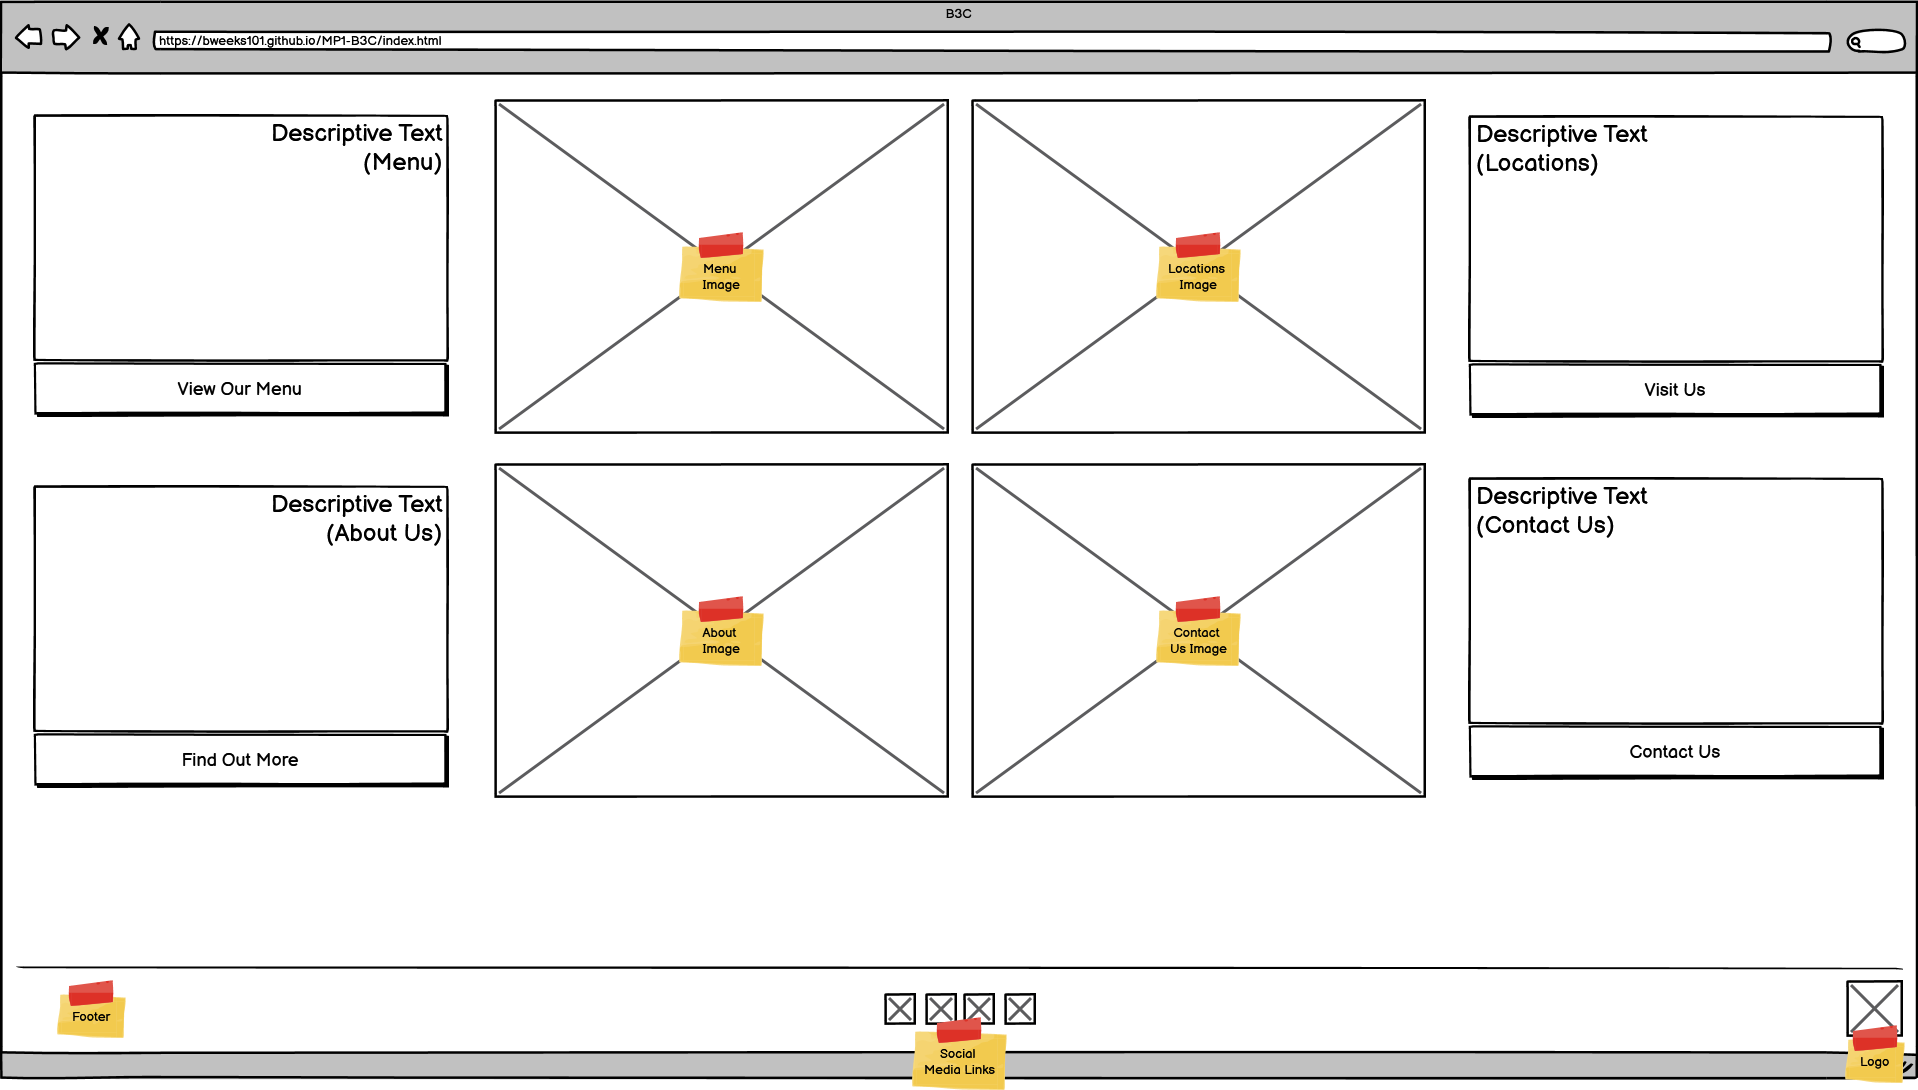 B3C
https://bweeks101.github.io/MP1-B3C/index.html
Descriptive Text
(Menu)
View Our Menu
Menu
Image
Locations
Image
Descriptive Text
(Locations)
Visit Us
Descriptive Text
(About Us)
Find Out More
About
Image
Contact
Us Image
Descriptive Text
(Contact Us)
Contact Us
Footer
Social
Media Links
Logo